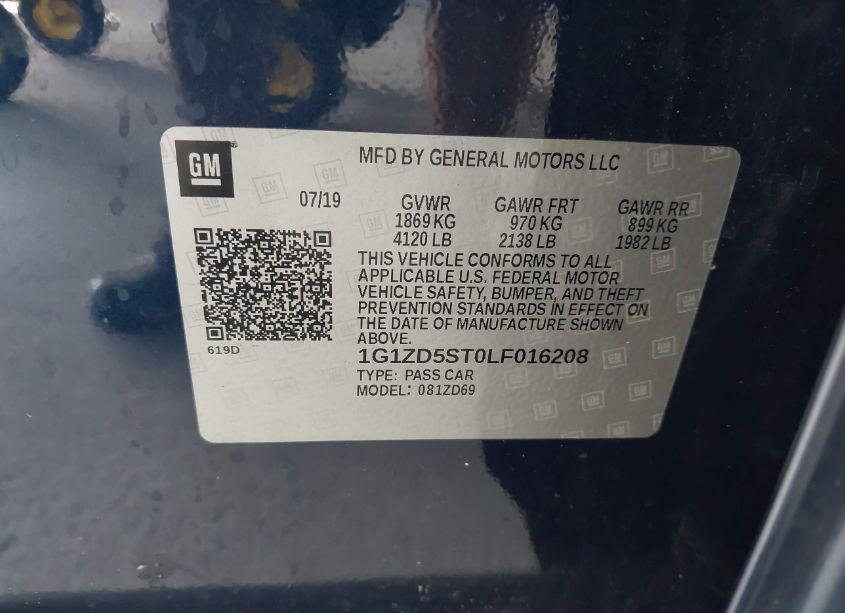 GM
MFD BY GENERAL MOTORS LLC
07/19 GVWR GAWR FRT GAWR RR
1869 KG 970 KG 899 KG
4120 LB 2138 LB 1982 LB
THIS VEHICLE CONFORMS TO ALL
APPLICABLE U.S. FEDERAL MOTOR
VEHICLE SAFETY, BUMPER, AND THEFT
PREVENTION STANDARDS IN EFFECT ON
THE DATE OF MANUFACTURE SHOWN
ABOVE.
619D
1G1ZD5ST0LF016208
TYPE: PASS CAR
MODEL: 081ZD69